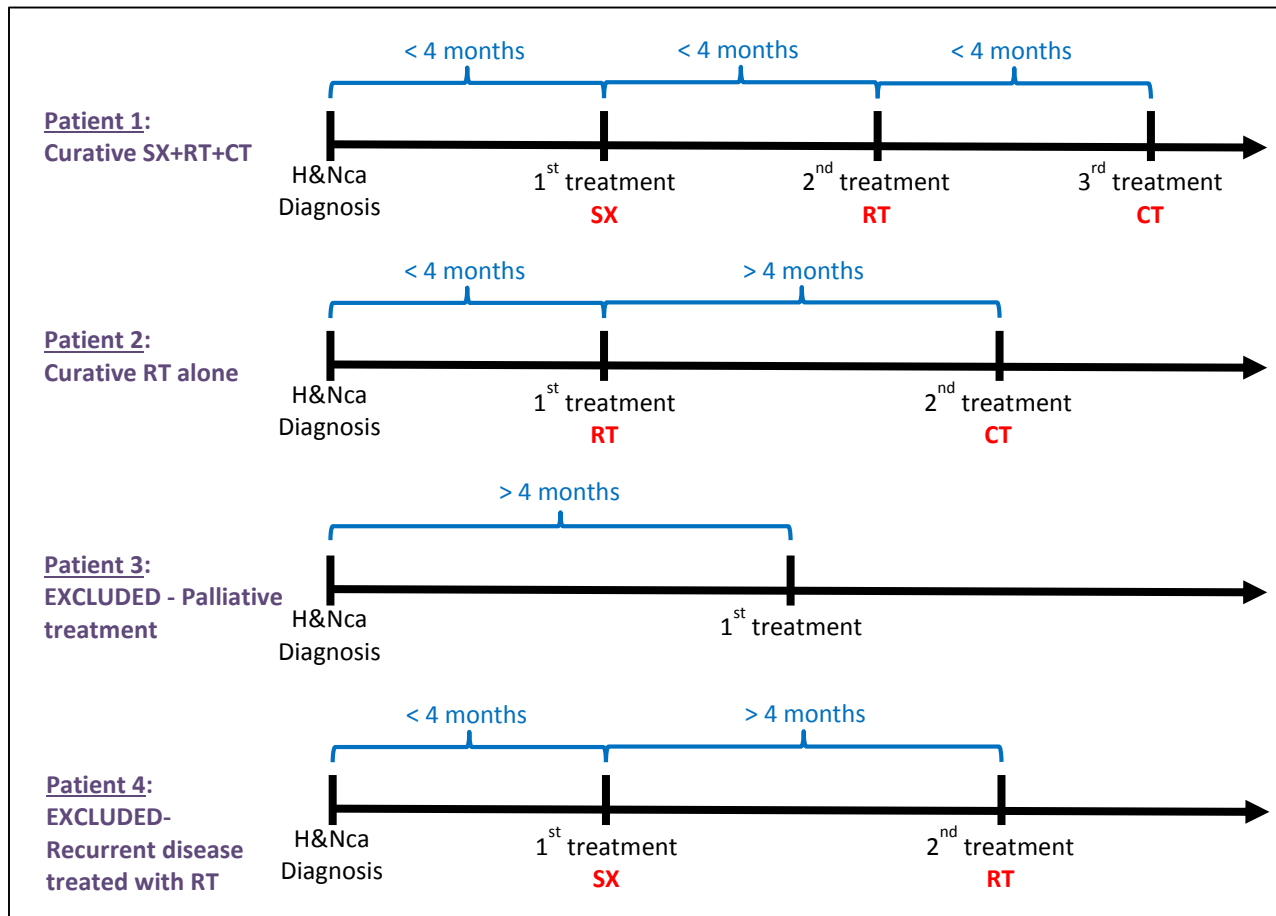 < 4 months < 4 months < 4 months
Patient 1:
Curative SX+RT+CT
H&Nca
Diagnosis
1st treatment
SX
2nd treatment
RT
3rd treatment
CT
< 4 months > 4 months
Patient 2:
Curative RT alone
H&Nca
Diagnosis
1st treatment
RT
2nd treatment
CT
> 4 months
Patient 3:
EXCLUDED - Palliative
treatment
H&Nca
Diagnosis
1st treatment
< 4 months > 4 months
Patient 4:
EXCLUDED-
Recurrent disease
treated with RT
H&Nca
Diagnosis
1st treatment
SX
2nd treatment
RT